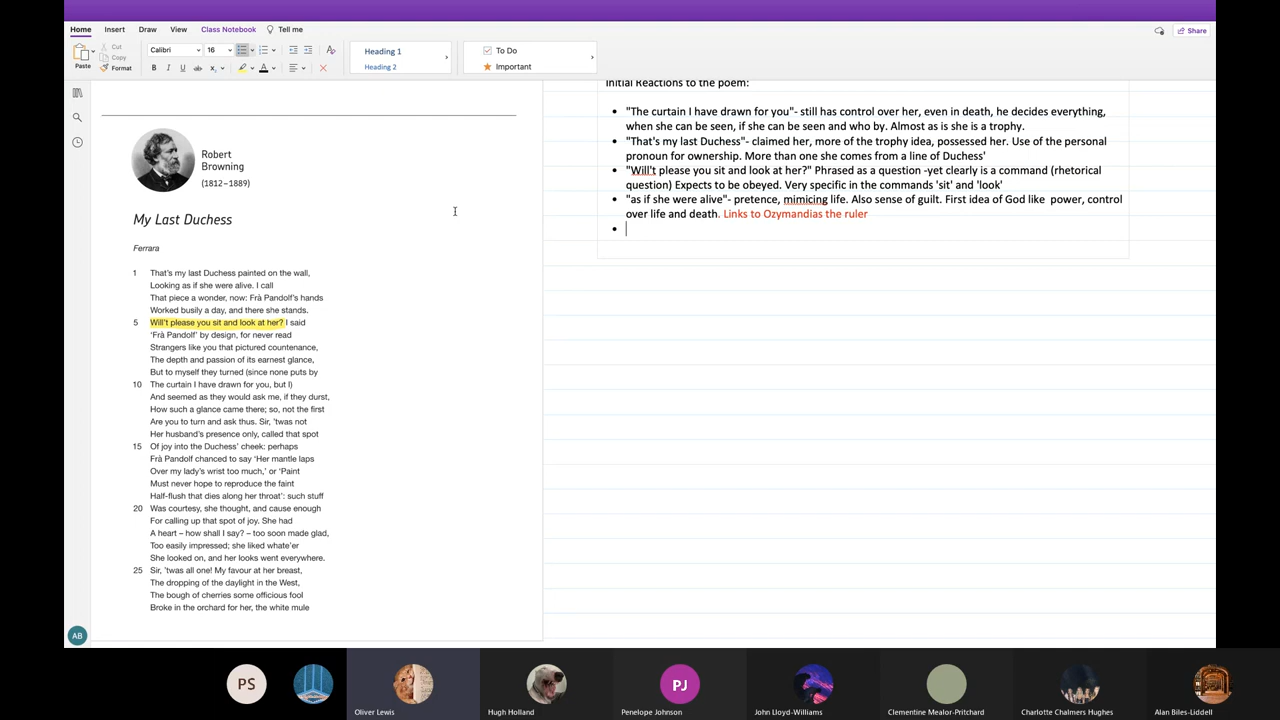 Home Insert Draw View Class Notebook Tell me
Share
Cut
Copy
Paste Format
Calibri 16
B I U ab A
Heading 1
Heading 2
To Do
Important
Initial Reactions to the poem:
• "The curtain I have drawn for you"- still has control over her, even in death, he decides everything,
when she can be seen, if she can be seen and who by. Almost as is she is a trophy.
• "That's my last Duchess"- claimed her, more of the trophy idea, possessed her. Use of the personal
pronoun for ownership. More than one she comes from a line of Duchess'
• "Will't please you sit and look at her?" Phrased as a question -yet clearly is a command (rhetorical
question) Expects to be obeyed. Very specific in the commands 'sit' and 'look'
• "as if she were alive"- pretence, mimicing life. Also sense of guilt. First idea of God like power, control
over life and death. Links to Ozymandias the ruler
•
Robert
Browning
(1812–1889)
My Last Duchess
Ferrara
1 That's my last Duchess painted on the wall,
Looking as if she were alive. I call
That piece a wonder, now: Frà Pandolf's hands
Worked busily a day, and there she stands.
5 Will't please you sit and look at her? I said
'Frà Pandolf' by design, for never read
Strangers like you that pictured countenance,
The depth and passion of its earnest glance,
But to myself they turned (since none puts by
10 The curtain I have drawn for you, but I)
And seemed as they would ask me, if they durst,
How such a glance came there; so, not the first
Are you to turn and ask thus. Sir, 'twas not
Her husband's presence only, called that spot
15 Of joy into the Duchess' cheek: perhaps
Frà Pandolf chanced to say 'Her mantle laps
Over my lady's wrist too much,' or 'Paint
Must never hope to reproduce the faint
Half-flush that dies along her throat': such stuff
20 Was courtesy, she thought, and cause enough
For calling up that spot of joy. She had
A heart – how shall I say? – too soon made glad,
Too easily impressed; she liked whate'er
She looked on, and her looks went everywhere.
25 Sir, 'twas all one! My favour at her breast,
The dropping of the daylight in the West,
The bough of cherries some officious fool
Broke in the orchard for her, the white mule
AB
PS
PJ
Oliver Lewis
Hugh Holland
Penelope Johnson
John Lloyd-Williams
Clementine Mealor-Pritchard
Charlotte Chalmers Hughes
Alan Biles-Liddell